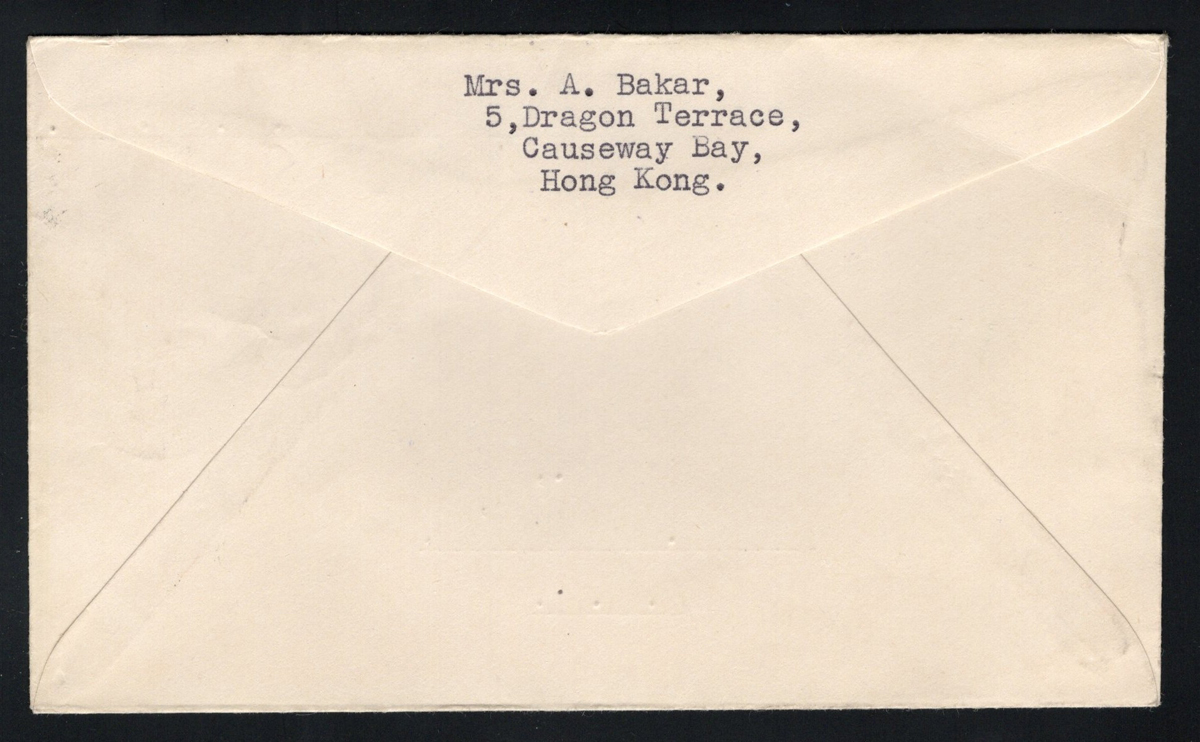 Mrs. A. Bakar,
5,Dragon Terrace,
Causeway Bay,
Hong Kong.